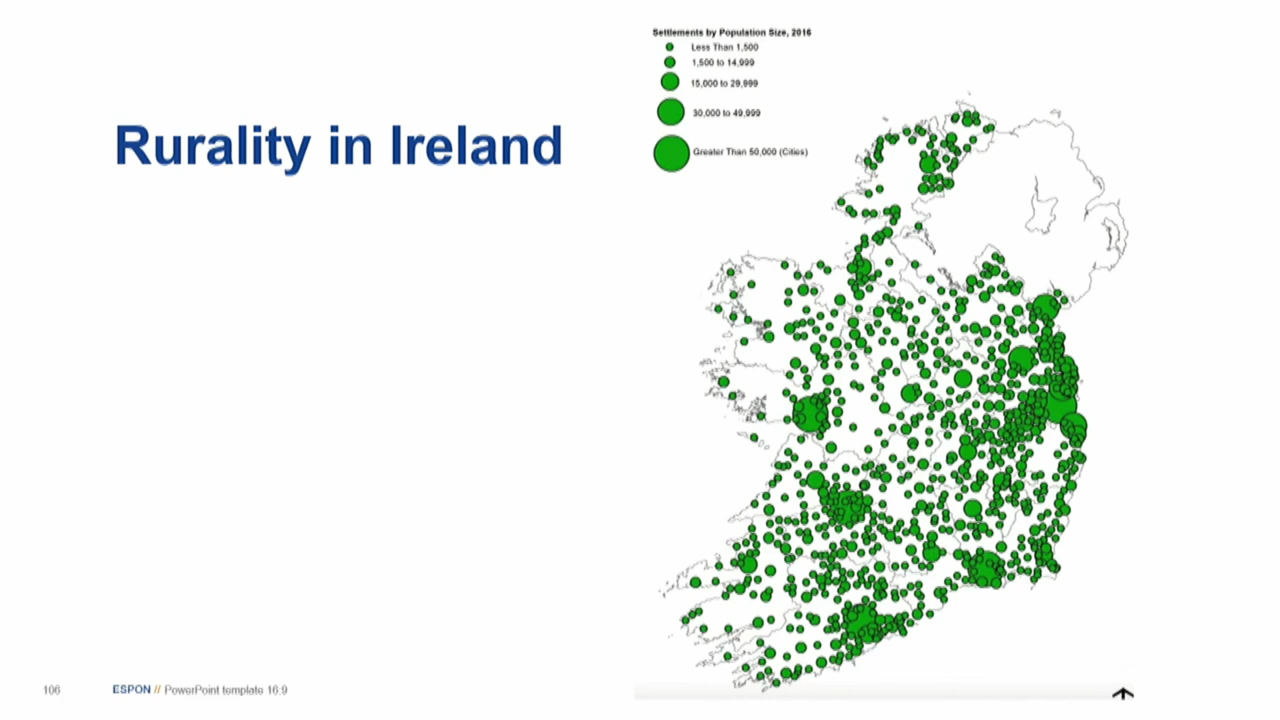 Rurality in Ireland
Settlements by Population Size, 2016
Less Than 1,500
1,500 to 14,999
15,000 to 29,999
30,000 to 49,999
Greater Than 50,000 (Cities)
106
ESPON // PowerPoint template 16:9